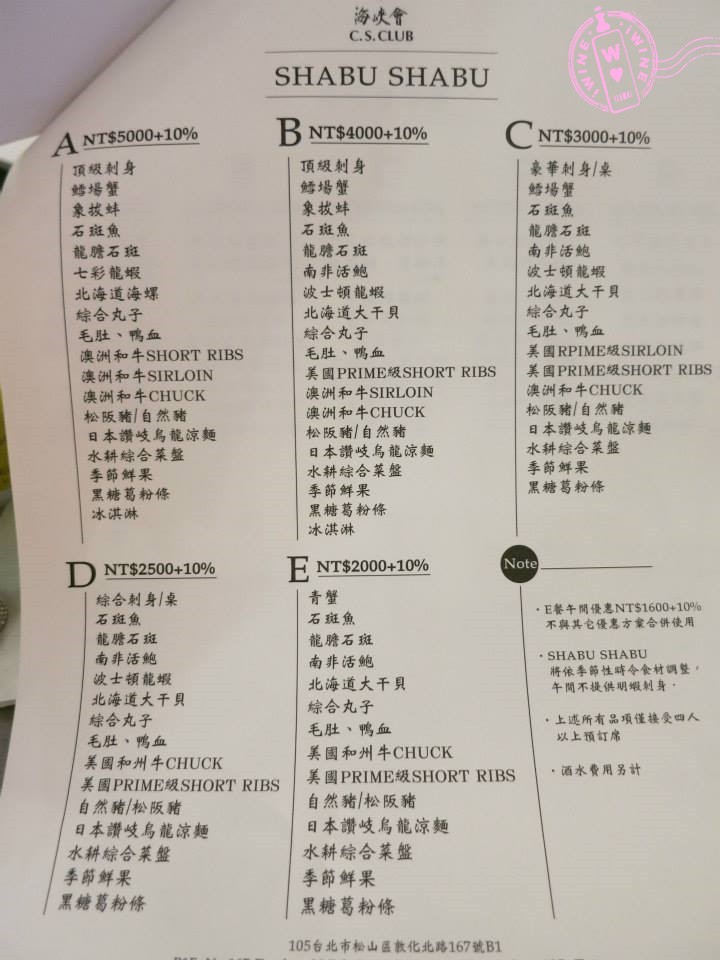 海峽會
C.S.CLUB
SHABU SHABU
IWINE
IWINE
W
A NT$5000+10%
頂級刺身
鱈場蟹
象拔蚌
石斑魚
龍膽石斑
七彩龍蝦
北海道海螺
綜合丸子
毛肚、鴨血
澳洲和牛SHORT RIBS
澳洲和牛SIRLOIN
澳洲和牛CHUCK
松阪豬/自然豬
日本讚岐烏龍涼麵
水耕綜合菜盤
季節鮮果
黑糖葛粉條
冰淇淋
B NT$4000+10%
頂級刺身
鱈場蟹
象拔蚌
石斑魚
龍膽石斑
南非活鮑
波士頓龍蝦
北海道大干貝
綜合丸子
毛肚、鴨血
美國PRIME級SHORT RIBS
澳洲和牛SIRLOIN
澳洲和牛CHUCK
松阪豬/自然豬
日本讚岐烏龍涼麵
水耕綜合菜盤
季節鮮果
黑糖葛粉條
冰淇淋
C NT$3000+10%
豪華刺身/桌
鱈場蟹
石斑魚
龍膽石斑
南非活鮑
波士頓龍蝦
北海道大干貝
綜合丸子
毛肚、鴨血
美國RPIME級SIRLOIN
美國PRIME級SHORT RIBS
澳洲和牛CHUCK
松阪豬/自然豬
日本讚岐烏龍涼麵
水耕綜合菜盤
季節鮮果
黑糖葛粉條
D NT$2500+10%
綜合刺身/桌
石斑魚
龍膽石斑
南非活鮑
波士頓龍蝦
北海道大干貝
綜合丸子
毛肚、鴨血
美國和州牛CHUCK
美國PRIME級SHORT RIBS
自然豬/松阪豬
日本讚岐烏龍涼麵
水耕綜合菜盤
季節鮮果
黑糖葛粉條
E NT$2000+10%
青蟹
石斑魚
龍膽石斑
南非活鮑
北海道大干貝
綜合丸子
毛肚、鴨血
美國和州牛CHUCK
美國PRIME級SHORT RIBS
自然豬/松阪豬
日本讚岐烏龍涼麵
水耕綜合菜盤
季節鮮果
黑糖葛粉條
Note
·E餐午間優惠NT$1600+10%
不與其它優惠方案合併使用
·SHABU SHABU
將依季節性時令食材調整，
午間不提供明蝦刺身．
·上述所有品項僅接受四人
以上預訂席
·酒水費用另計
105台北市松山區敦化北路167號B1